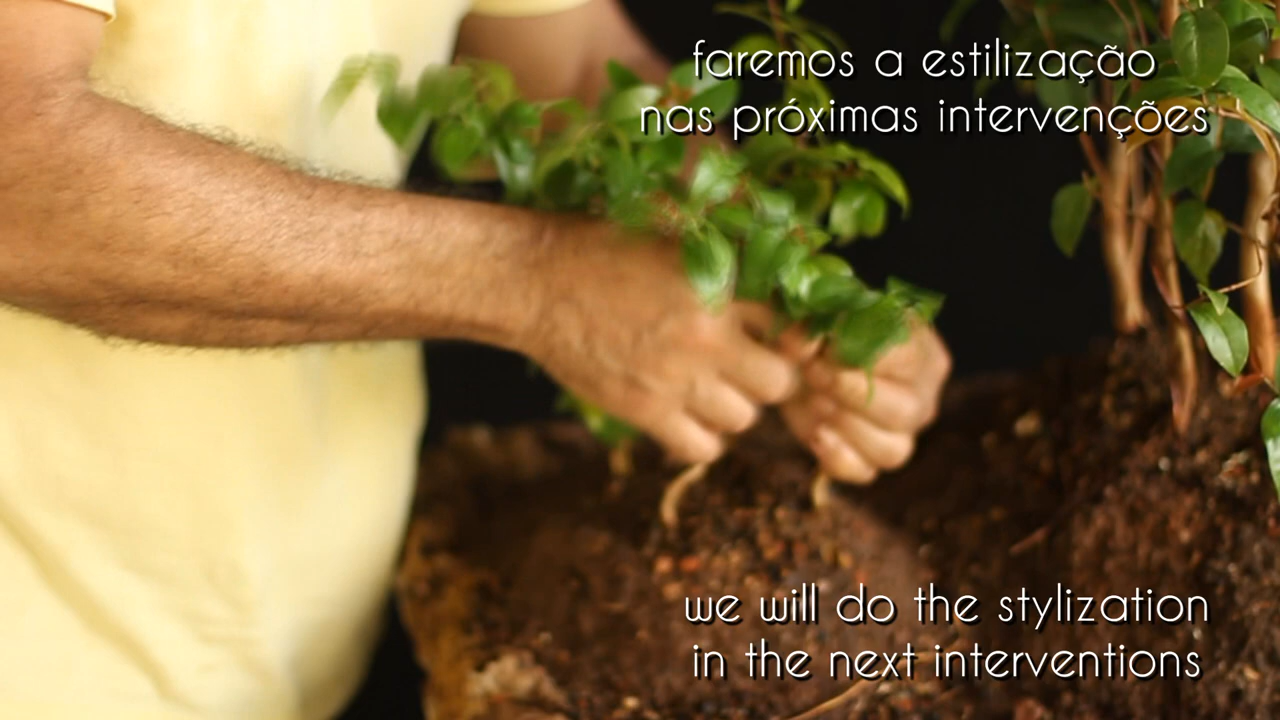 faremos a estilização
nas próximas intervenções
we will do the stylization
in the next interventions